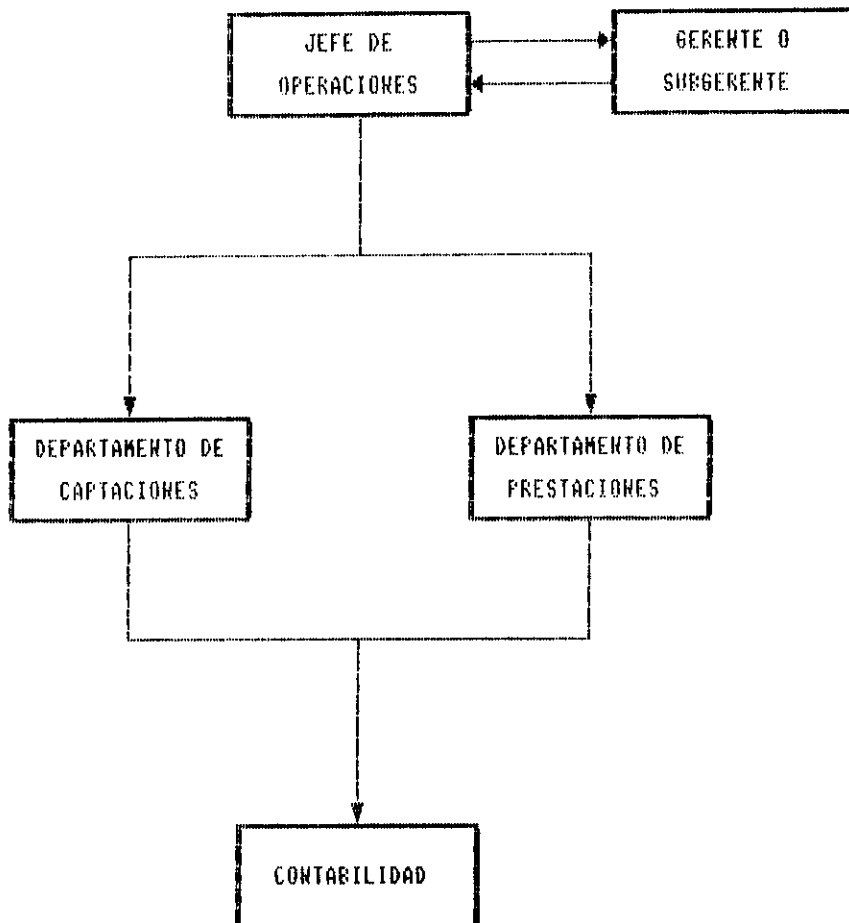 JEFE DE
OPERACIONES
GERENTE O
SUBGERENTE
DEPARTAMENTO DE
CAPTACIONES
DEPARTAMENTO DE
PRESTACIONES
CONTABILIDAD